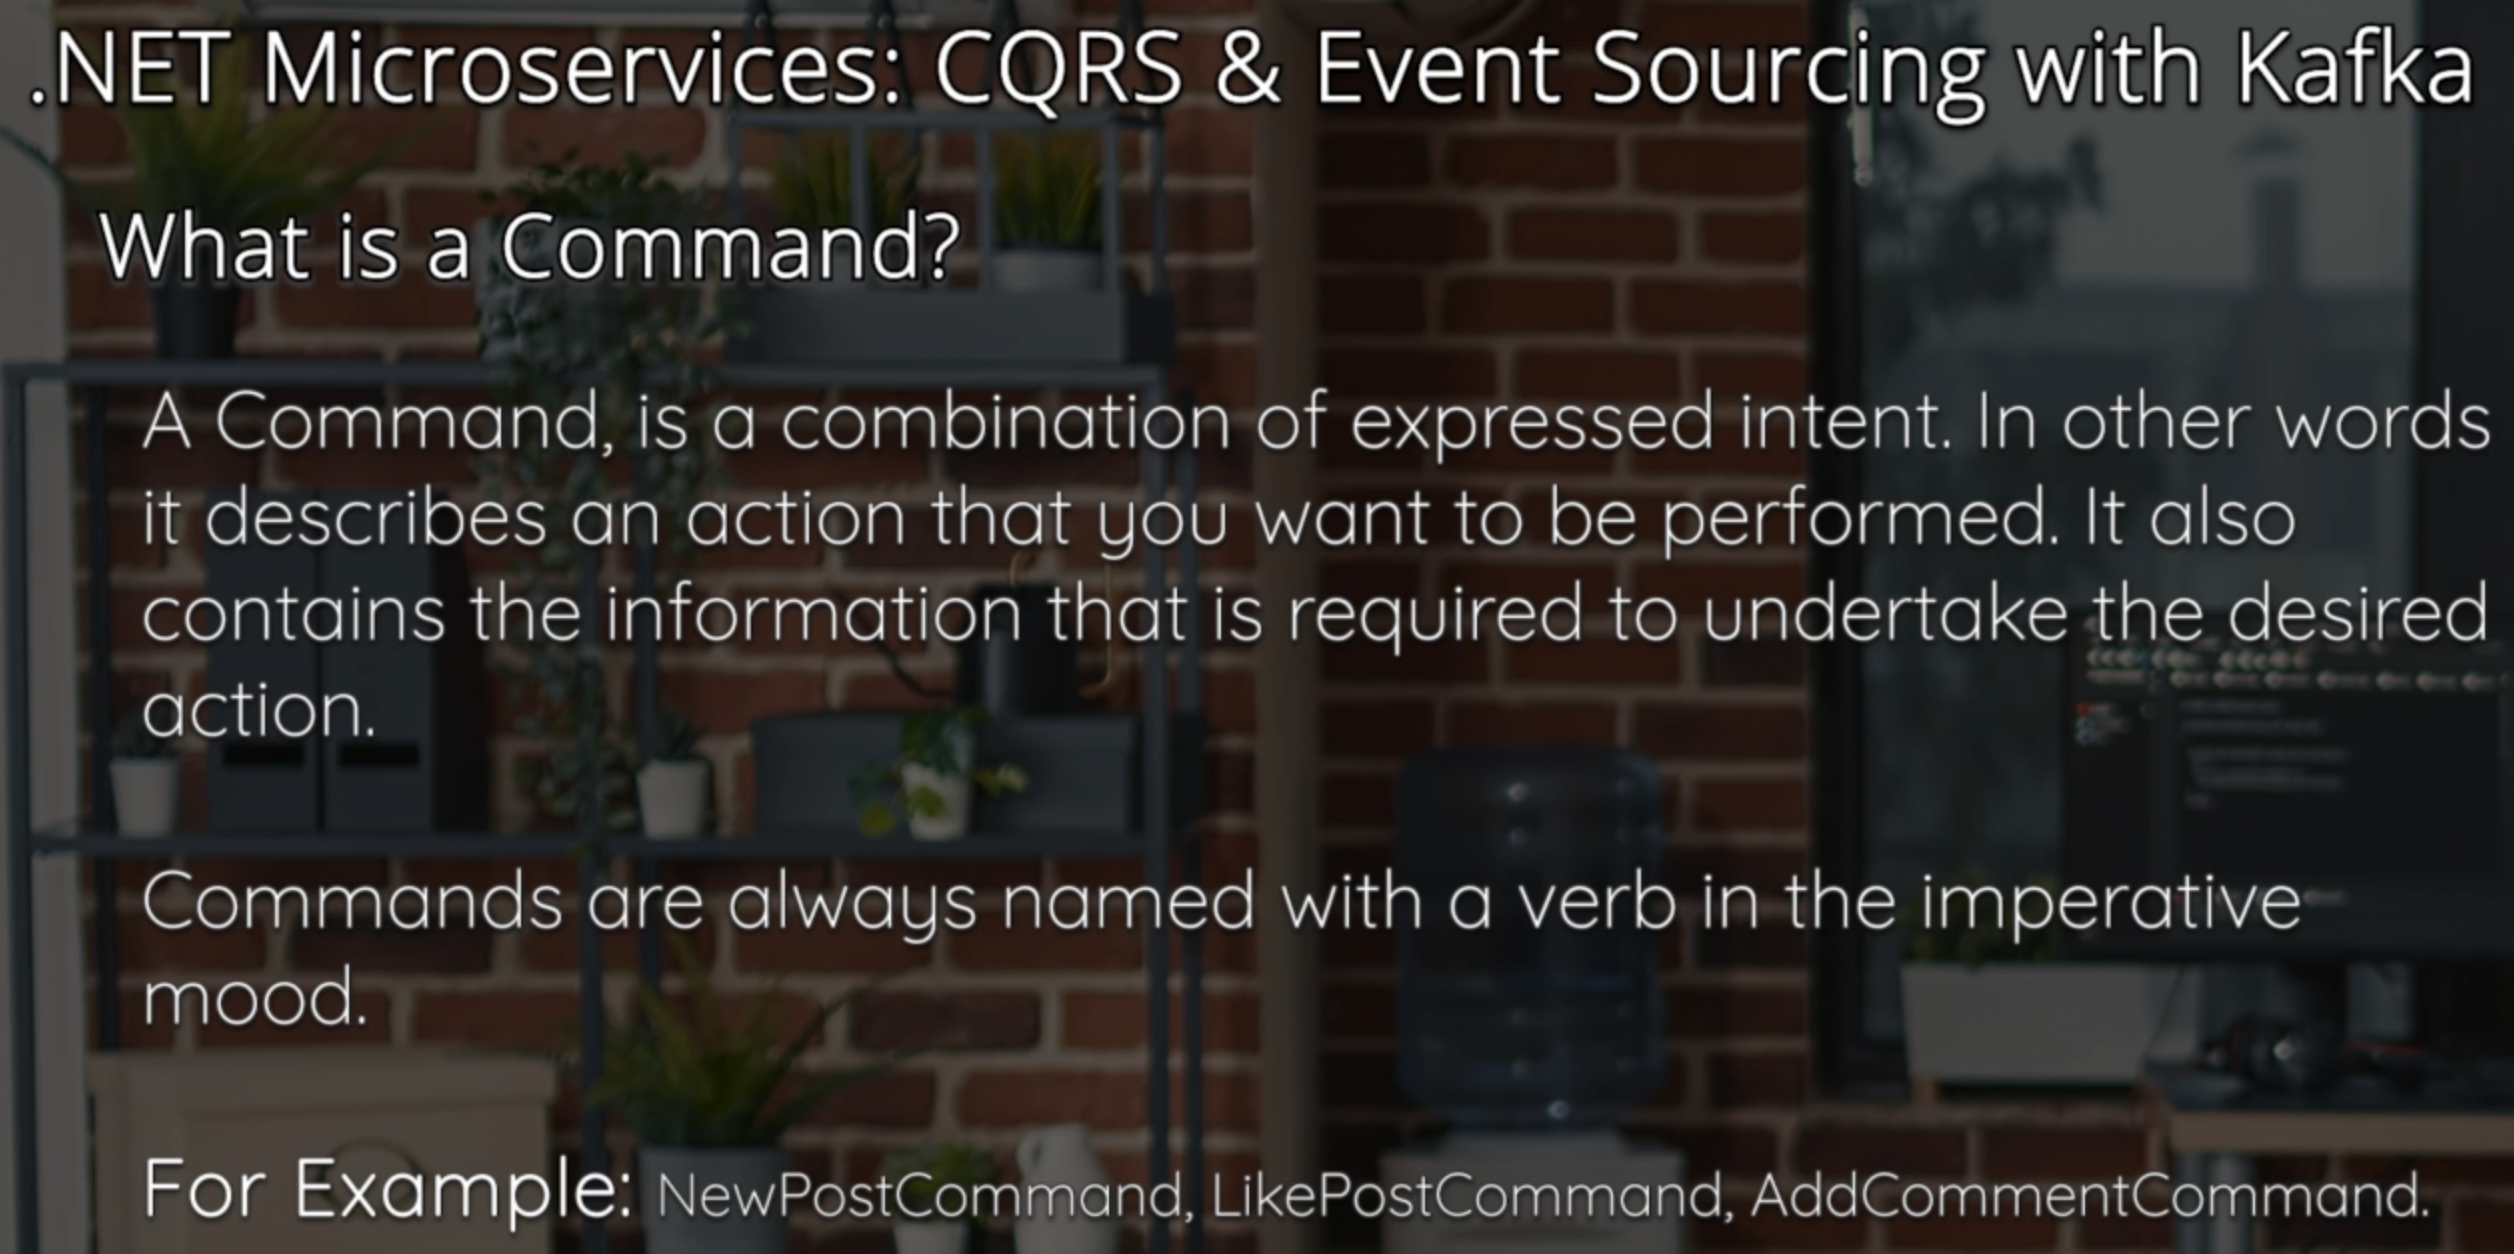 .NET Microservices: CQRS & Event Sourcing with Kafka
What is a Command?
A Command, is a combination of expressed intent. In other words
it describes an action that you want to be performed. It also
contains the information that is required to undertake the desired
action.
Commands are always named with a verb in the imperative
mood.
For Example: NewPostCommand, LikePostCommand, AddCommentCommand.